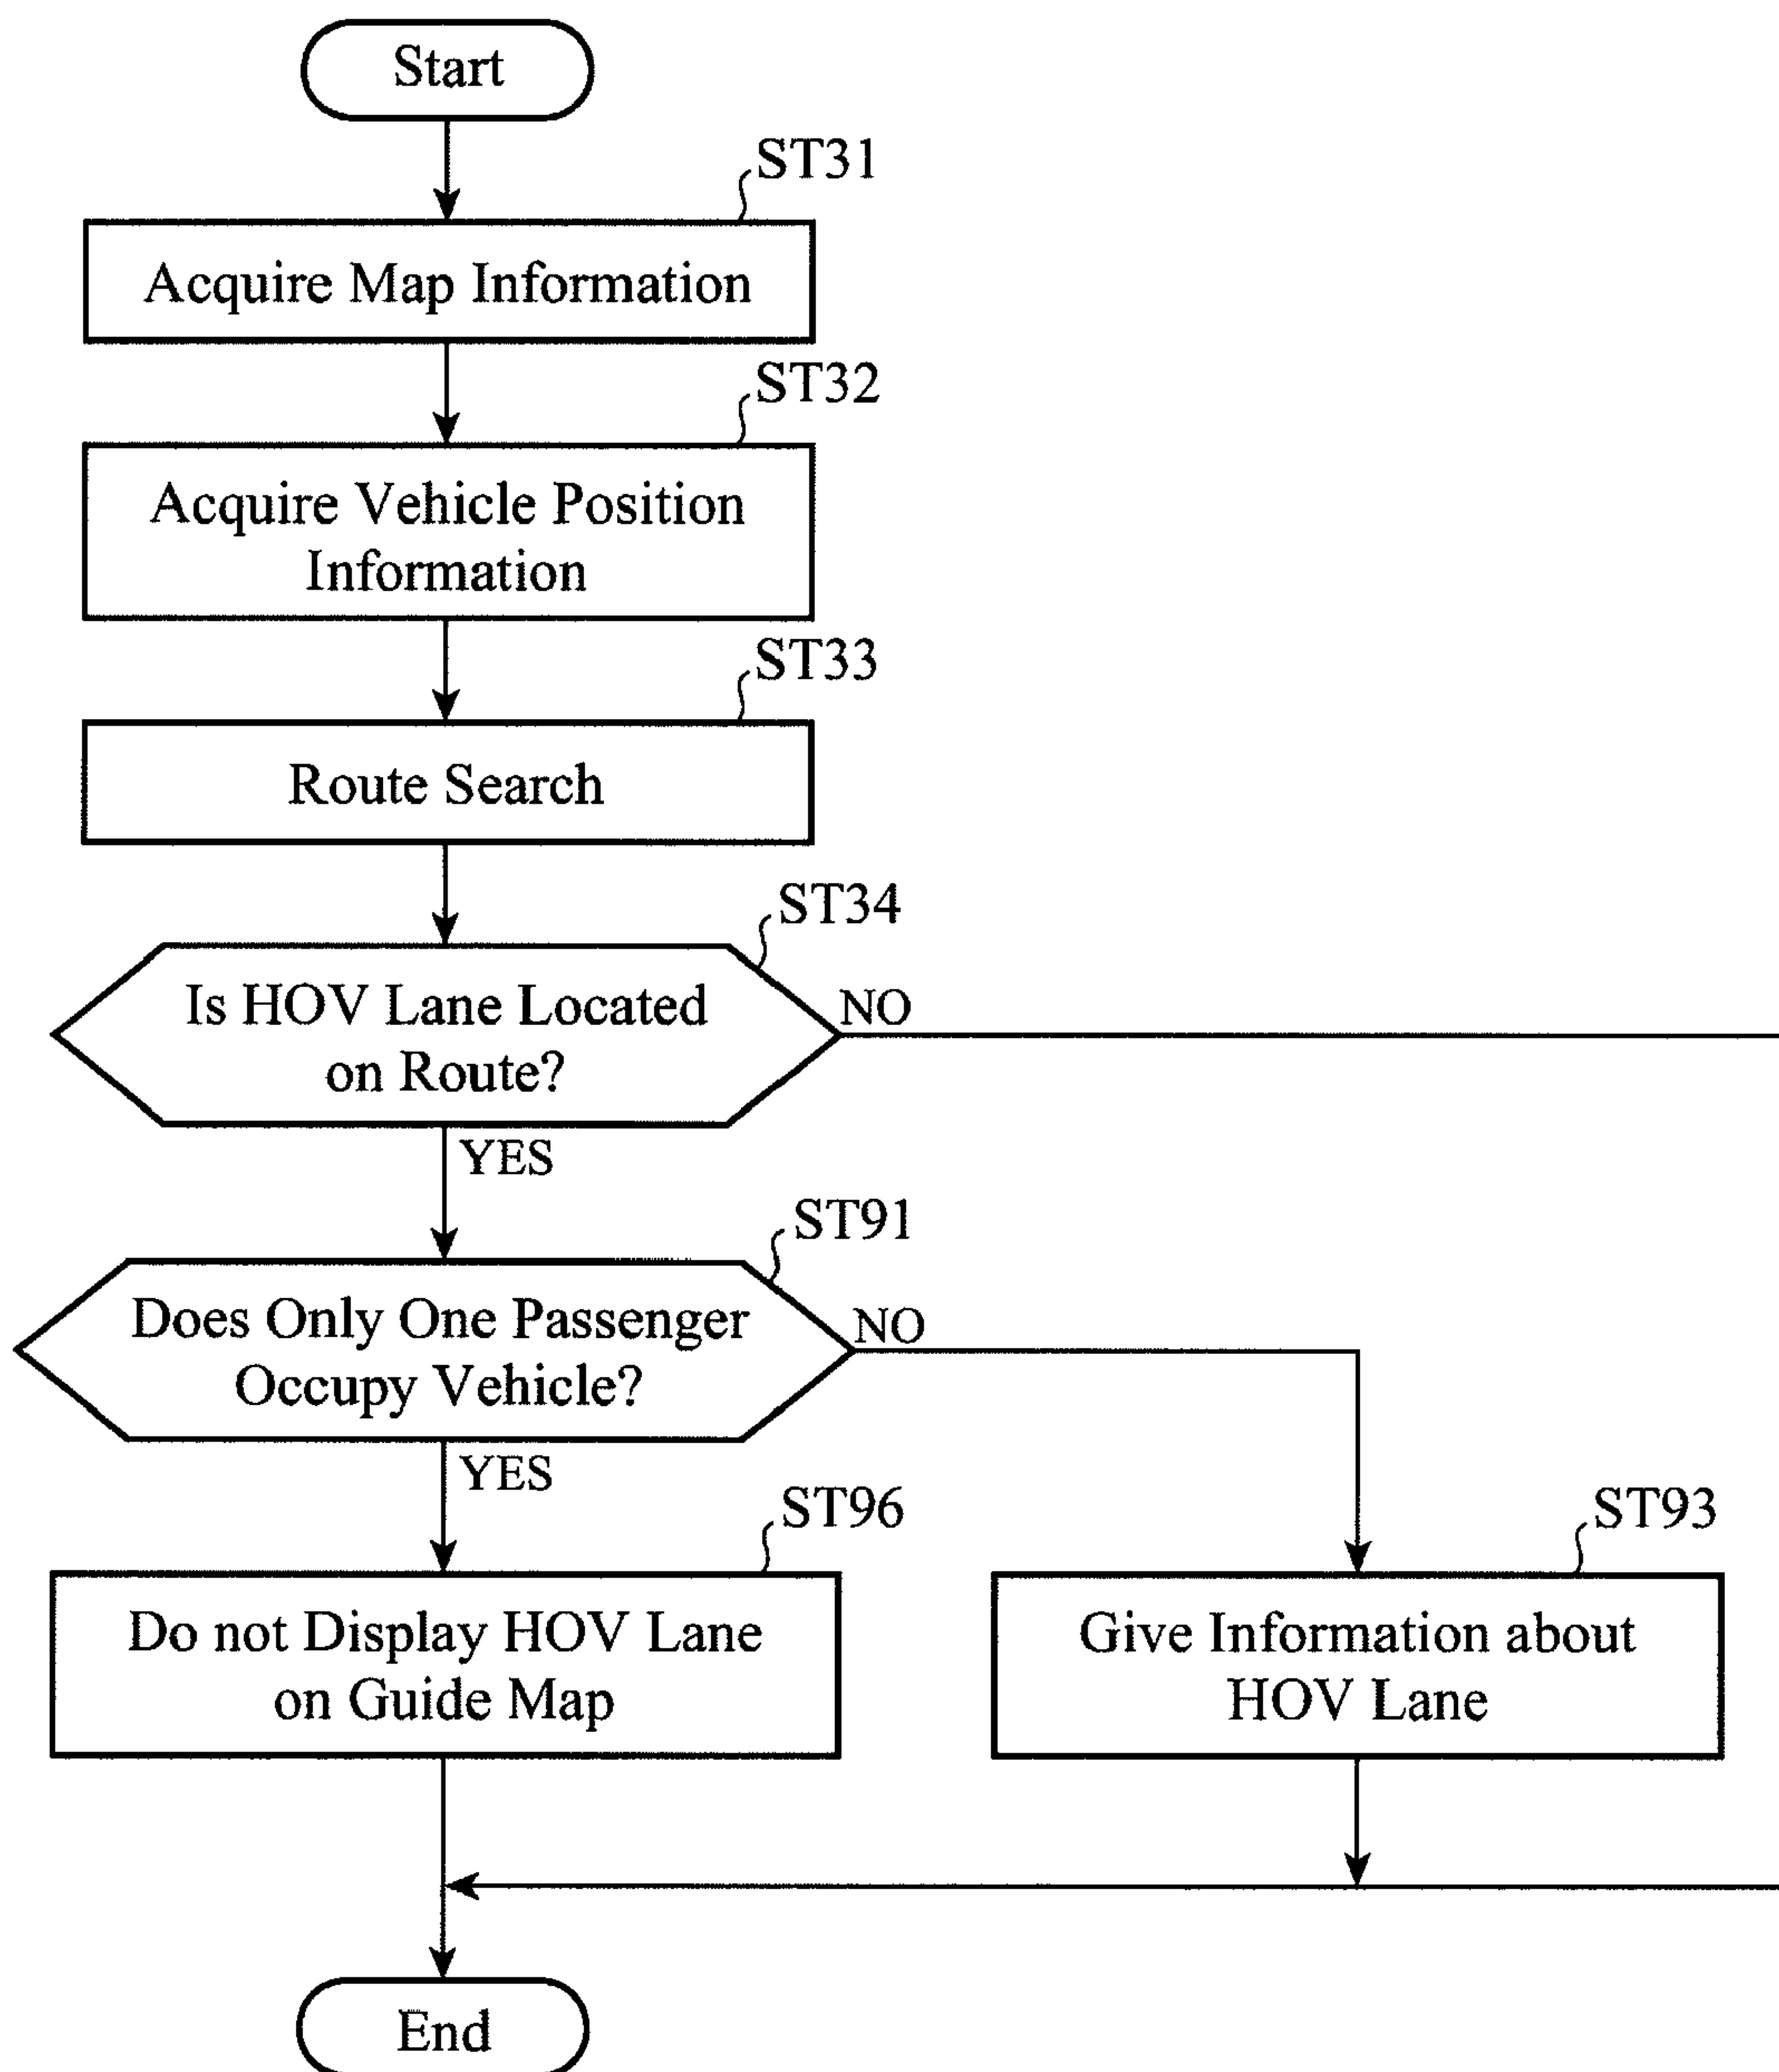 Start
ST31
Acquire Map Information
ST32
Acquire Vehicle Position
Information
ST33
Route Search
ST34
Is HOV Lane Located
on Route?
NO
YES
ST91
Does Only One Passenger
Occupy Vehicle?
NO
YES
ST96
Do not Display HOV Lane
on Guide Map
ST93
Give Information about
HOV Lane
End